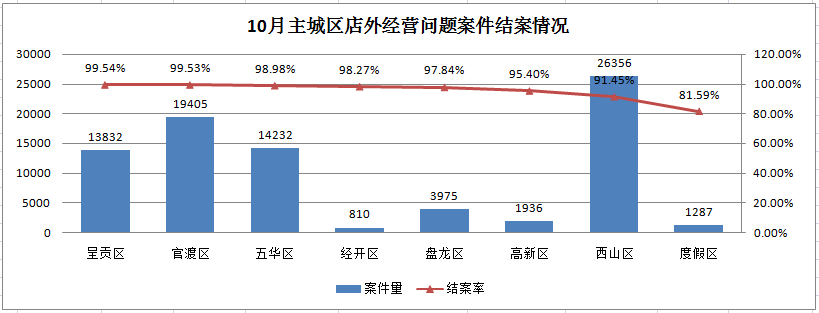 10月主城区店外经营问题案件结案情况
30000
25000
20000
15000
10000
5000
0
120.00%
100.00%
80.00%
60.00%
40.00%
20.00%
0.00%
99.54%
99.53%
98.98%
98.27%
97.84%
95.40%
91.45%
81.59%
13832
19405
14232
810
3975
1936
26356
1287
呈贡区
官渡区
五华区
经开区
盘龙区
高新区
西山区
度假区
案件量
结案率